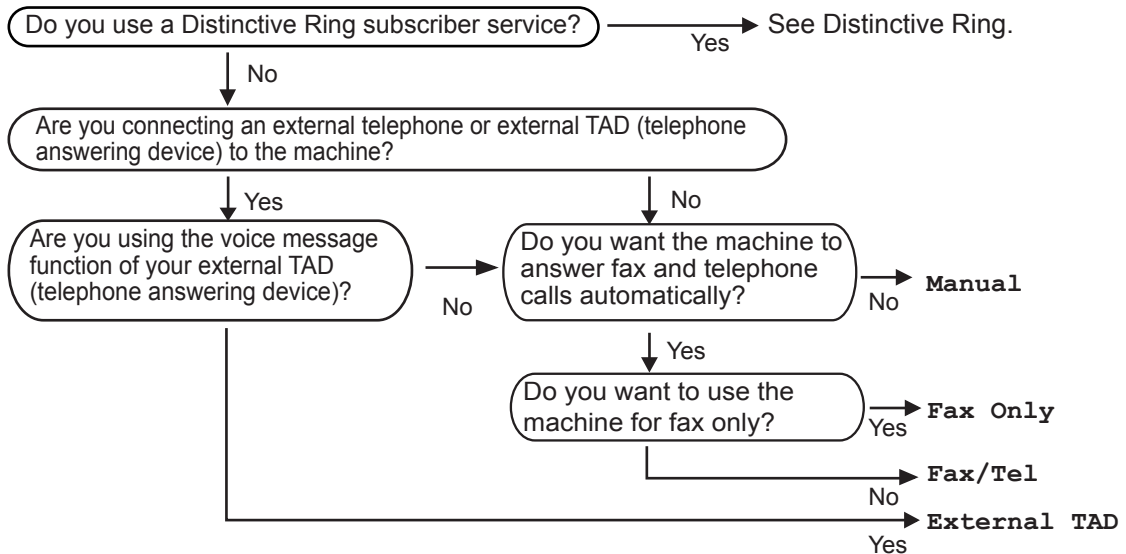 Do you use a Distinctive Ring subscriber service?
Yes
See Distinctive Ring.
No
Are you connecting an external telephone or external TAD (telephone
answering device) to the machine?
Yes
No
Are you using the voice message
function of your external TAD
(telephone answering device)?
No
Do you want the machine to
answer fax and telephone
calls automatically?
No
Manual
Yes
Do you want to use the
machine for fax only?
Yes
Fax Only
No
Fax/Tel
Yes
External TAD